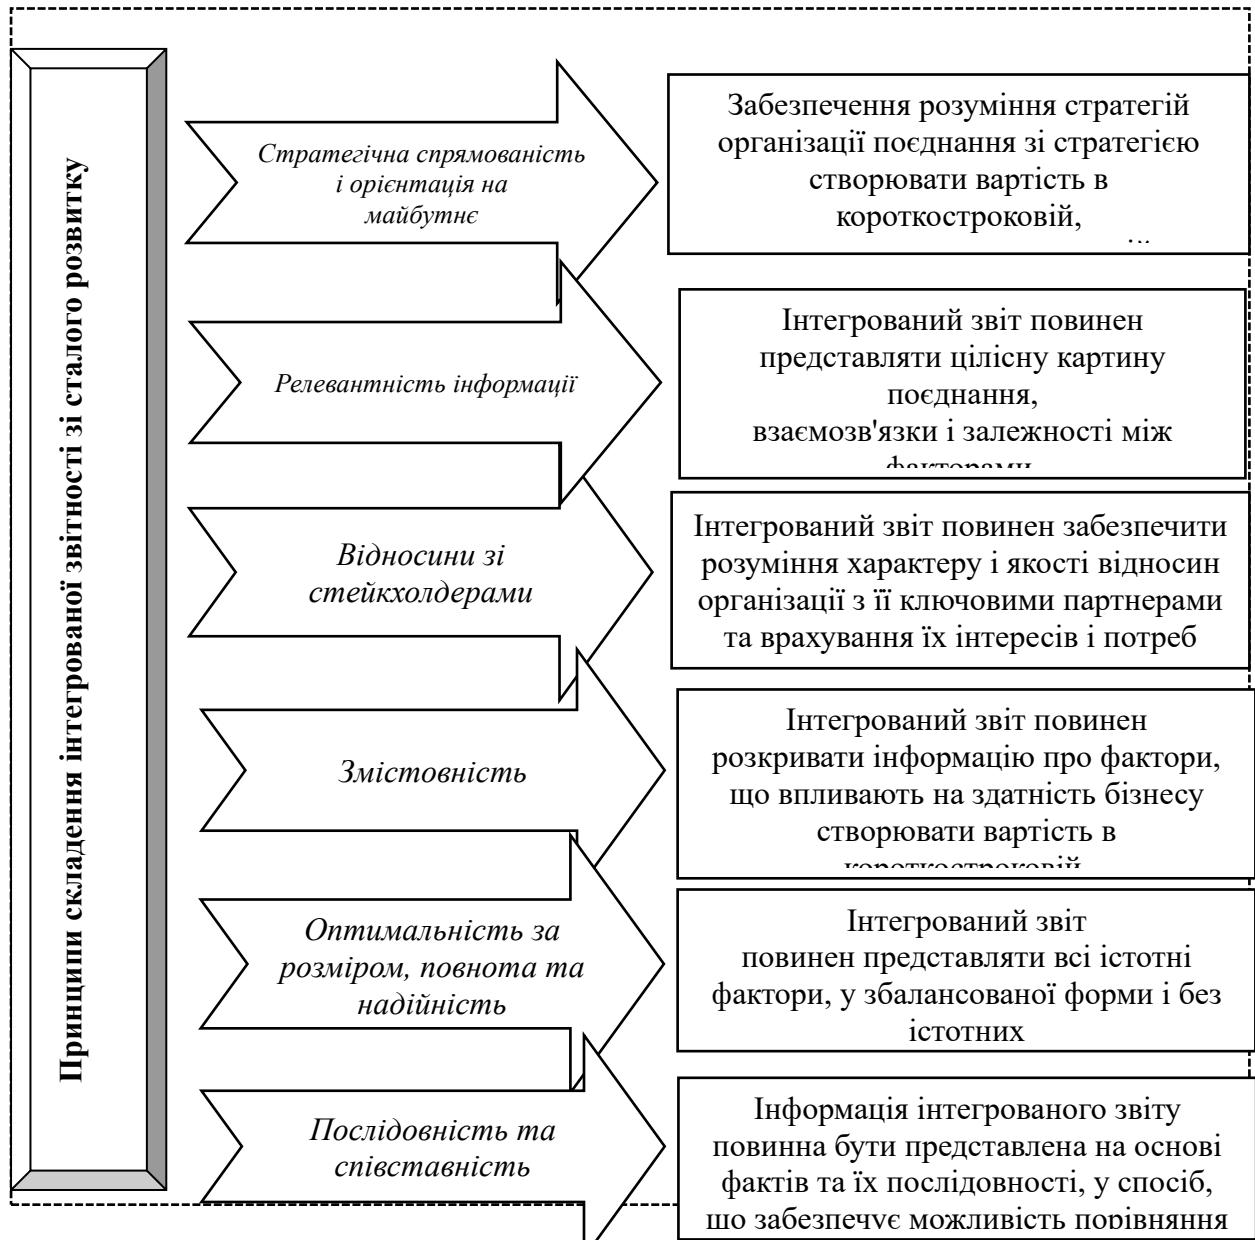 Принципи складення інтегрованої звітності зі сталого розвитку
Стратегічна спрямованість
і орієнтація на
майбутнє
Забезпечення розуміння стратегій
організації поєднання зі стратегією
створювати вартість в
короткостроковій,
Релевантність інформації
Інтегрований звіт повинен
представляти цілісну картину
поєднання,
взаємозв'язки і залежності між
факторами
Відносини зі
стейкхолдерами
Інтегрований звіт повинен забезпечити
розуміння характеру і якості відносин
організації з її ключовими партнерами
та врахування їх інтересів і потреб
Змістовність
Інтегрований звіт повинен
розкривати інформацію про фактори,
що впливають на здатність бізнесу
створювати вартість в
короткостроковій
Оптимальність за
розміром, повнота та
надійність
Інтегрований звіт
повинен представляти всі істотні
фактори, у збалансованої форми і без
істотних
Послідовність та
співставність
Інформація інтегрованого звіту
повинна бути представлена на основі
фактів та їх послідовності, у спосіб,
що забезпечує можливість порівняння